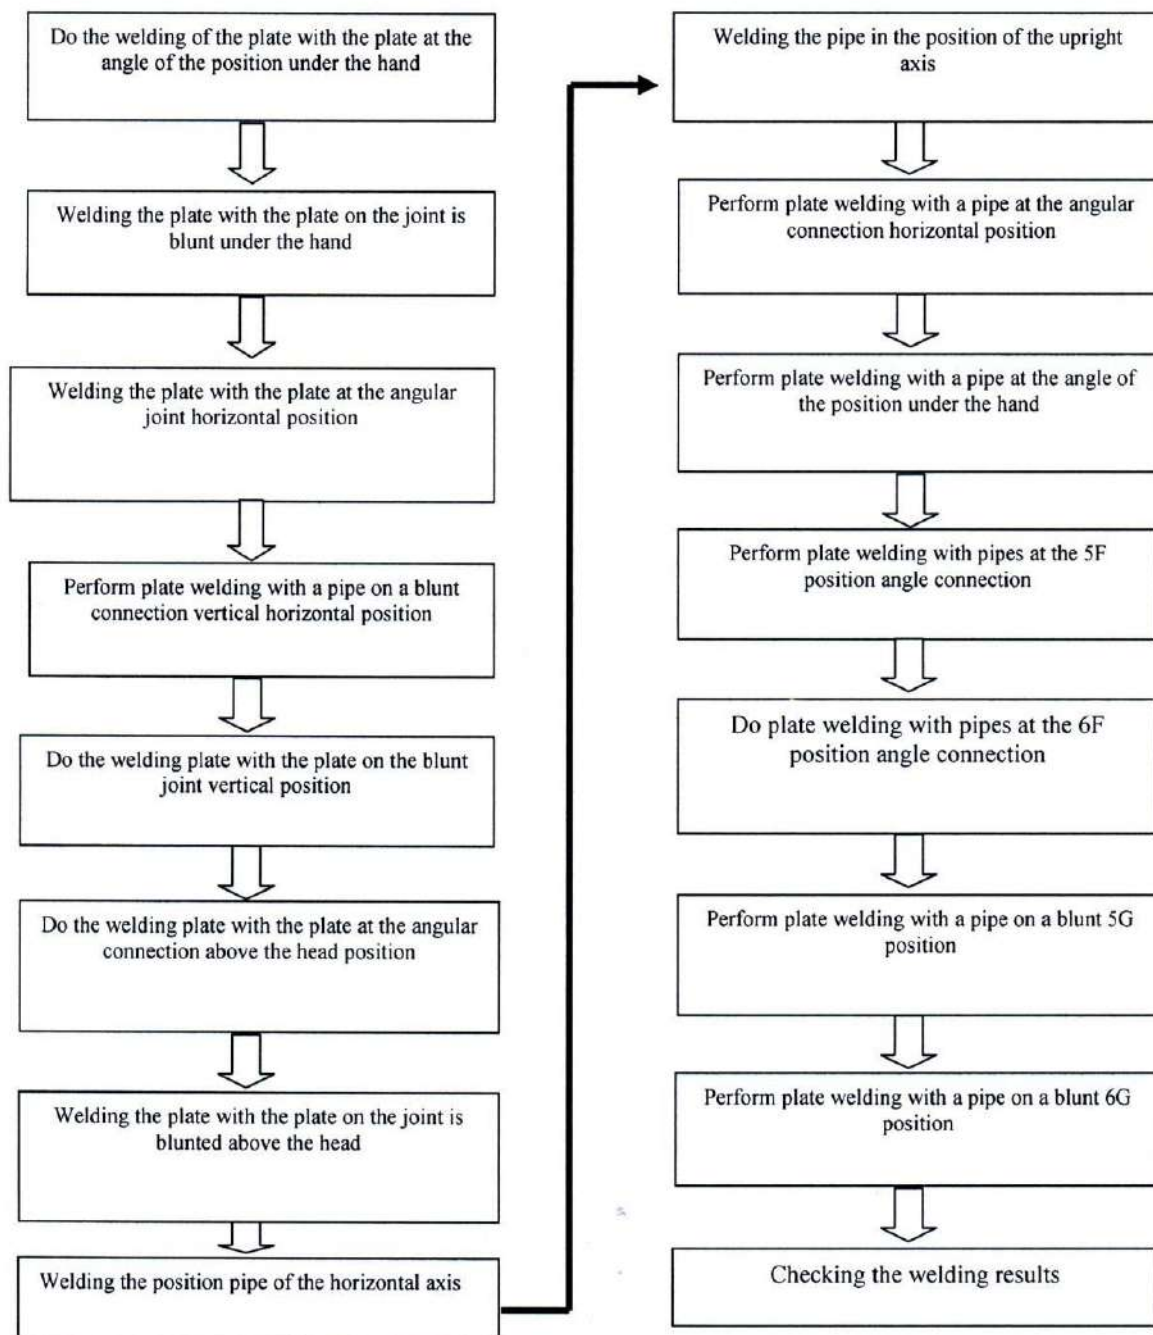 Do the welding of the plate with the plate at the
angle of the position under the hand
Welding the plate with the plate on the joint is
blunt under the hand
Welding the plate with the plate at the angular
joint horizontal position
Perform plate welding with a pipe on a blunt
connection vertical horizontal position
Do the welding plate with the plate on the blunt
joint vertical position
Do the welding plate with the plate at the angular
connection above the head position
Welding the plate with the plate on the joint is
blunted above the head
Welding the position pipe of the horizontal axis
Welding the pipe in the position of the upright
axis
Perform plate welding with a pipe at the angular
connection horizontal position
Perform plate welding with a pipe at the angle of
the position under the hand
Perform plate welding with pipes at the 5F
position angle connection
Do plate welding with pipes at the 6F
position angle connection
Perform plate welding with a pipe on a blunt 5G
position
Perform plate welding with a pipe on a blunt 6G
position
Checking the welding results